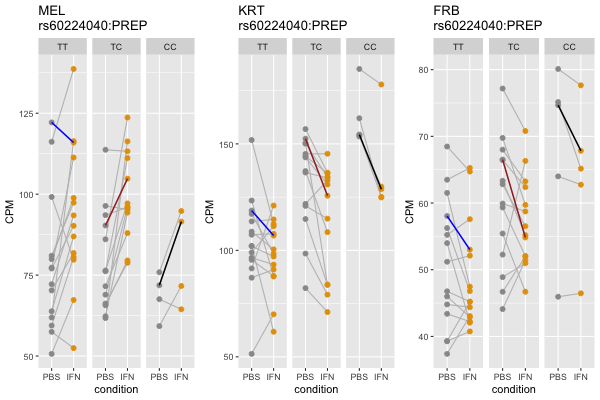 MEL
rs60224040:PREP
TT TC CC
CPM
125
100
75
50
PBS IFN PBS IFN PBS IFN
condition
KRT
rs60224040:PREP
TT TC CC
CPM
150
100
50
PBS IFN PBS IFN PBS IFN
condition
FRB
rs60224040:PREP
TT TC CC
CPM
80
70
60
50
40
PBS IFN PBS IFN PBS IFN
condition